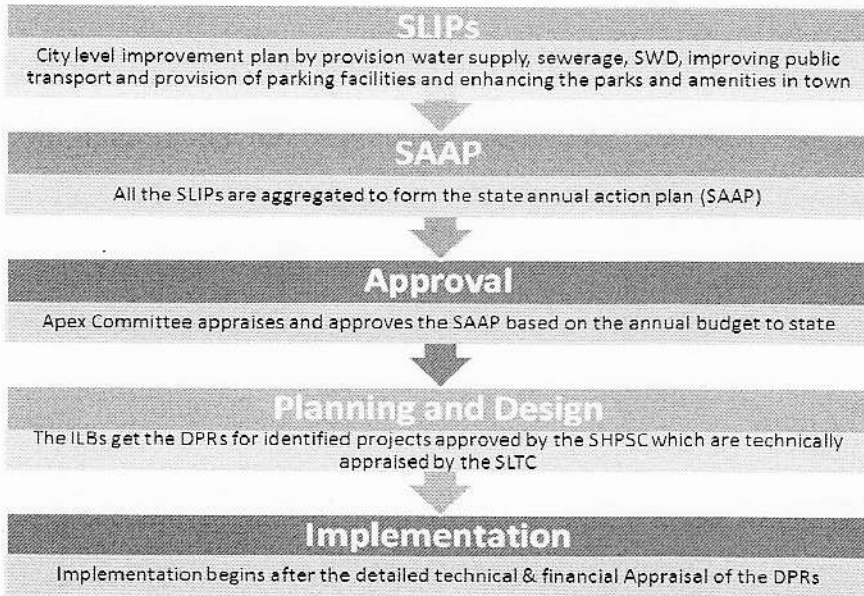 SLIPs
City level improvement plan by provision water supply, sewerage, SWD, improving public
transport and provision of parking facilities and enhancing the parks and amenities in town
SAAP
All the SLIPs are aggregated to form the state annual action plan (SAAP)
Approval
Apex Committee appraises and approves the SAAP based on the annual budget to state
Planning and Design
The ILBs get the DPRs for identified projects approved by the SHPSC which are technically
appraised by the SLTC
Implementation
Implementation begins after the detailed technical & financial Appraisal of the DPRs